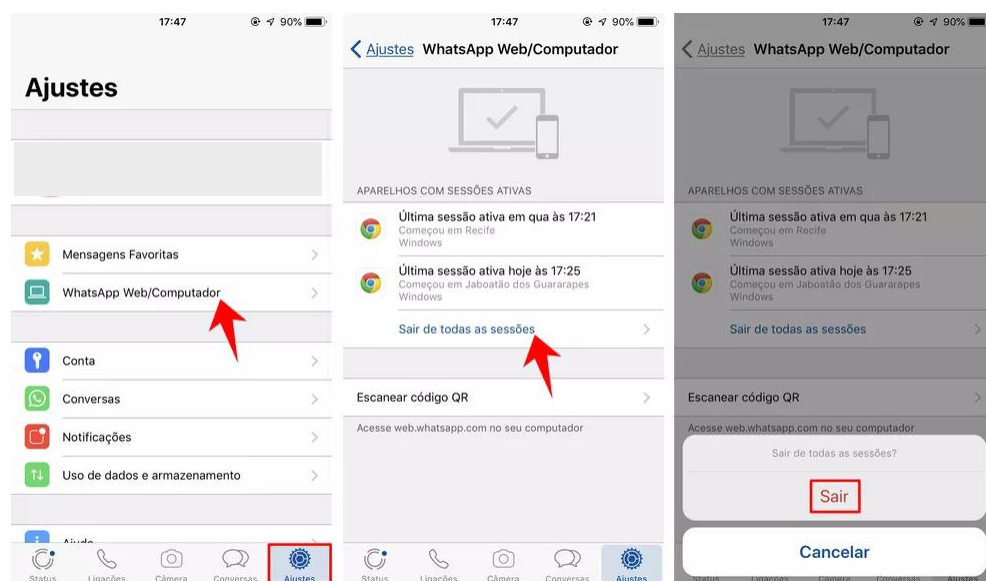 17:47
90%
Ajustes
Mensagens Favoritas
WhatsApp Web/Computador
Conta
Conversas
Notificações
Uso de dados e armazenamento
Ajuda
Status
Ligações
Câmera
Conversas
Ajustes
17:47
90%
Ajustes WhatsApp Web/Computador
APARELHOS COM SESSÕES ATIVAS
Última sessão ativa em qua às 17:21
Começou em Recife
Windows
Última sessão ativa hoje às 17:25
Começou em Jaboatão dos Guararapes
Windows
Sair de todas as sessões
Escanear código QR
Acesse web.whatsapp.com no seu computador
Status
Ligações
Câmera
Conversas
Ajustes
17:47
90%
Ajustes WhatsApp Web/Computador
APARELHOS COM SESSÕES ATIVAS
Última sessão ativa em qua às 17:21
Começou em Recife
Windows
Última sessão ativa hoje às 17:25
Começou em Jaboatão dos Guararapes
Windows
Sair de todas as sessões
Escanear código QR
Acesse web.whatsapp.com no seu computador
Sair de todas as sessões?
Sair
Cancelar
Status
Ligações
Câmera
Conversas
Ajustes